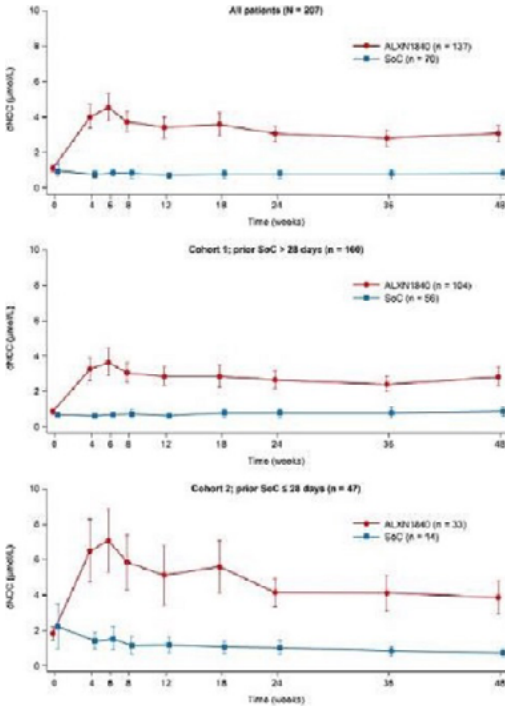 All patients (N = 207)
10
8
6
4
2
0
dNCC (µmol/L)
ALXN1840 (n = 137)
SoC (n = 70)
0 4 6 8 12 18 24 36 48
Time (weeks)
Cohort 1; prior SoC > 28 days (n = 160)
10
8
6
4
2
0
dNCC (µmol/L)
ALXN1840 (n = 104)
SoC (n = 56)
0 4 6 8 12 18 24 36 48
Time (weeks)
Cohort 2; prior SoC ≤ 28 days (n = 47)
10
8
6
4
2
0
dNCC (µmol/L)
ALXN1840 (n = 33)
SoC (n = 14)
0 4 6 8 12 18 24 36 48
Time (weeks)